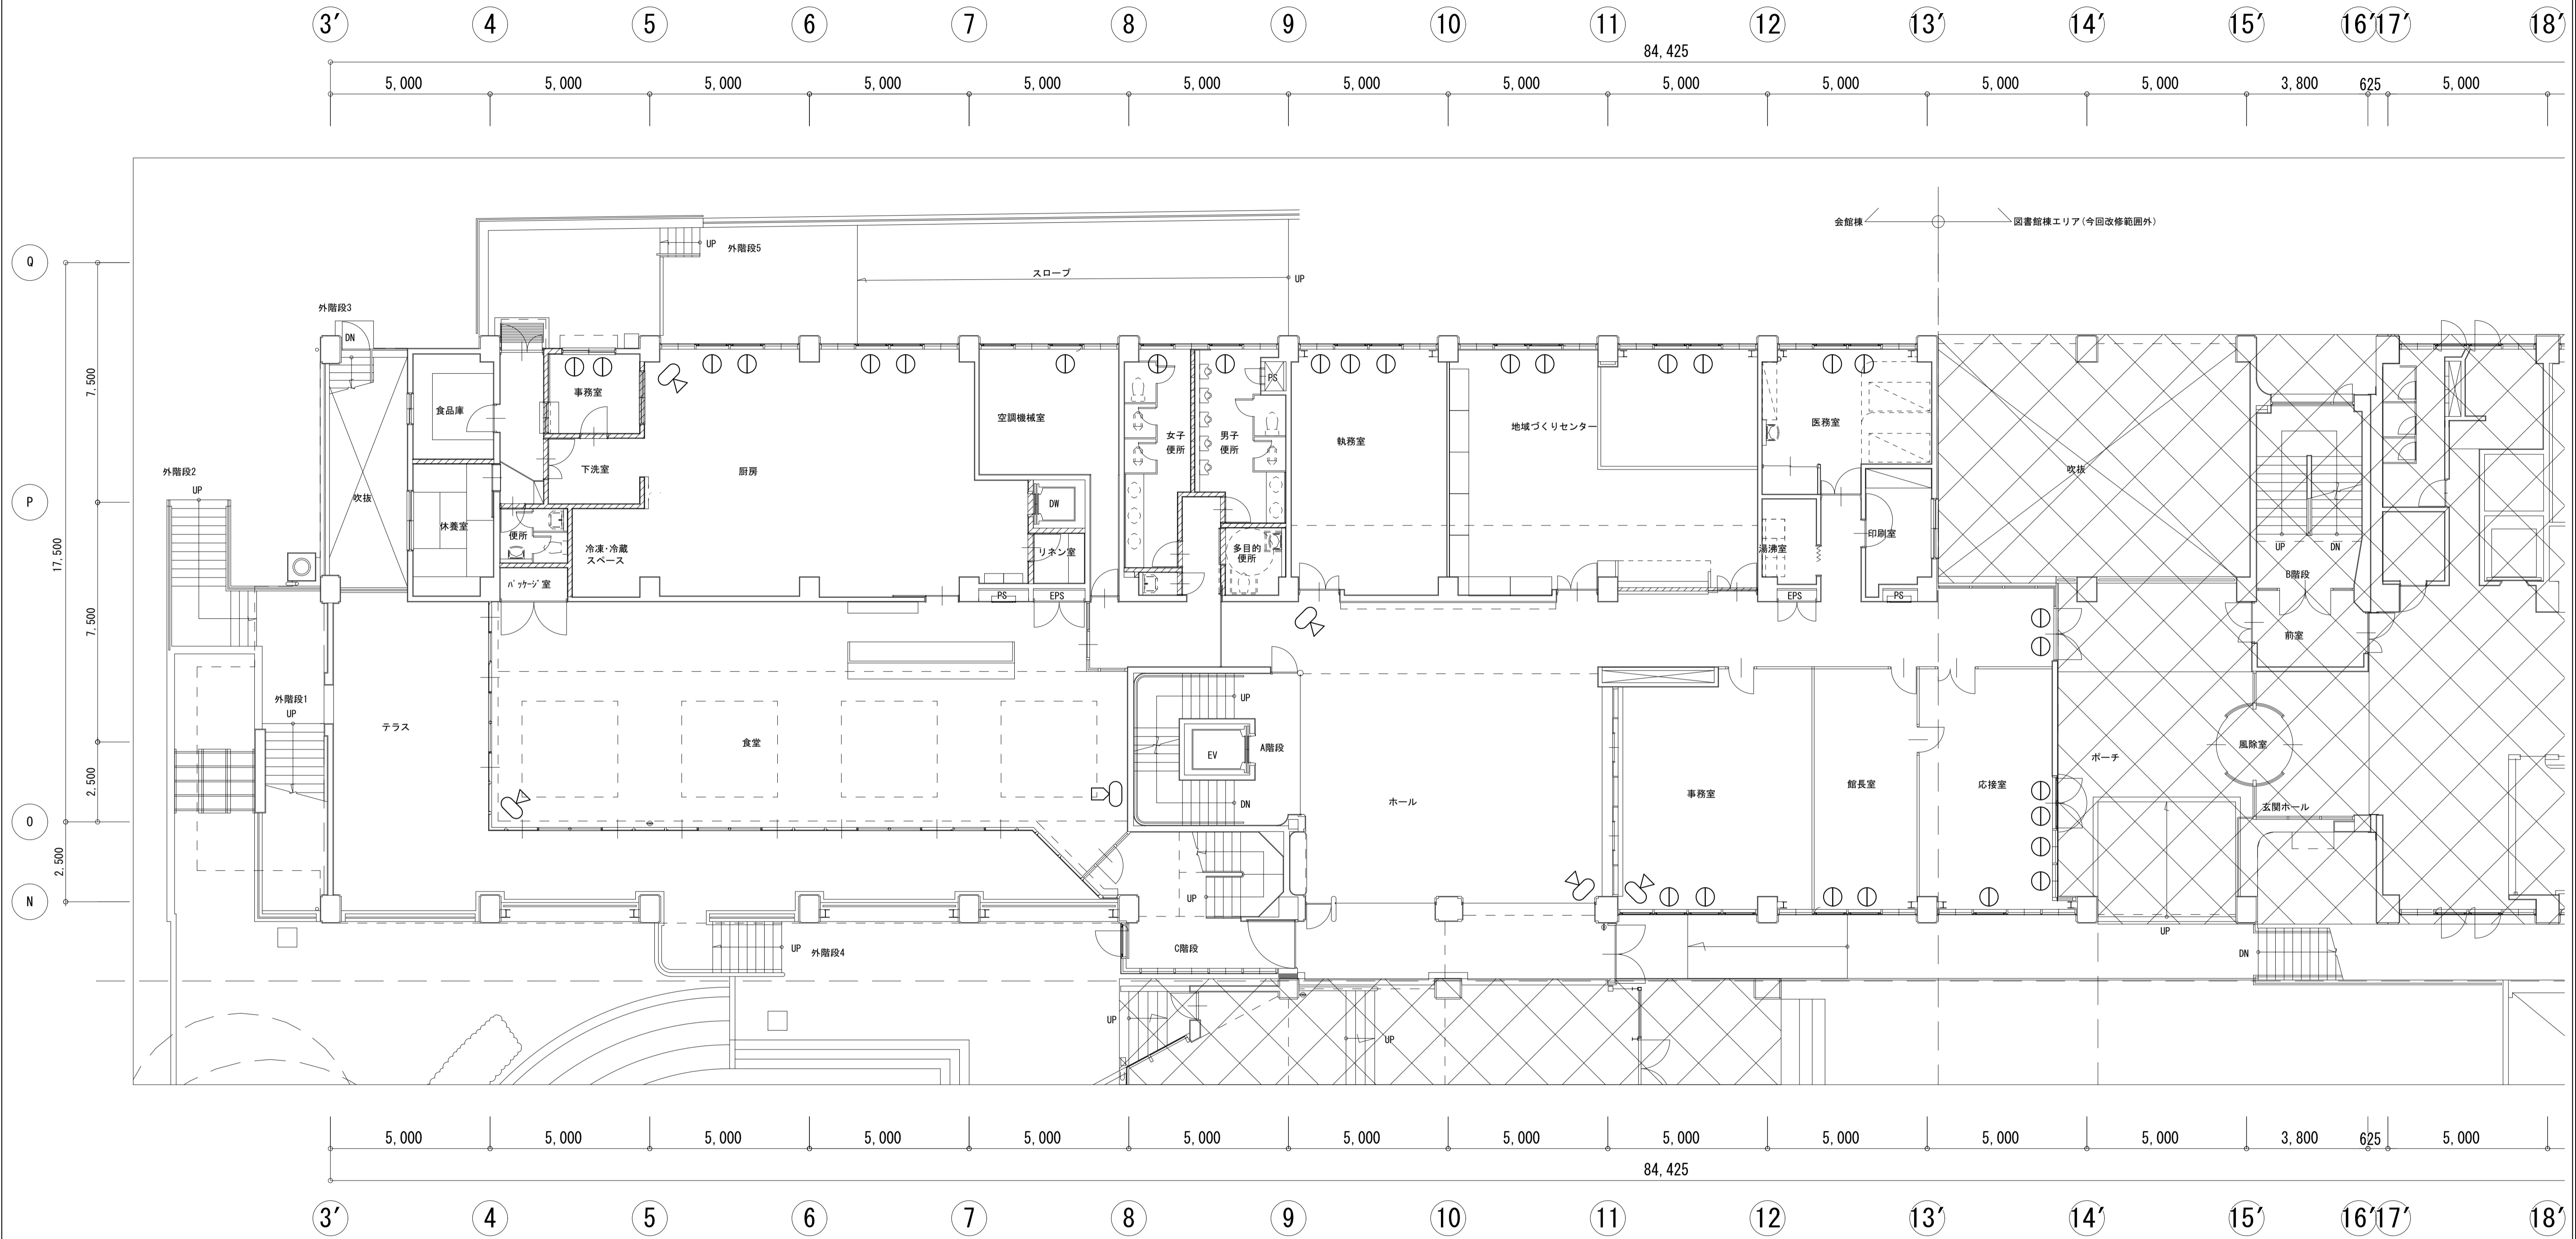 3′ 4 5 6 7 8 9 10 11 12 13′ 14′ 15′ 16′ 17′ 18′
84,425
5,000 5,000 5,000 5,000 5,000 5,000 5,000 5,000 5,000 5,000 5,000 5,000 3,800 625 5,000
会館棟
図書館棟エリア(今回改修範囲外)
Q
P
O
N
17,500
7,500
7,500
2,500
2,500
UP
外階段5
スロープ
UP
外階段3
DN
外階段2
UP
吹抜
食品庫
休養室
事務室
下洗室
便所
パッケージ室
冷凍・冷蔵
スペース
厨房
空調機械室
DW
リネン室
PS
EPS
女子
便所
男子
便所
PS
多目的
便所
執務室
地域づくりセンター
医務室
湯沸室
印刷室
EPS
PS
吹抜
UP
DN
B階段
前室
外階段1
UP
テラス
食堂
UP
EV
A階段
DN
UP
ホール
事務室
館長室
応接室
ポーチ
風除室
玄関ホール
UP
DN
UP
外階段4
C階段
UP
UP
5,000 5,000 5,000 5,000 5,000 5,000 5,000 5,000 5,000 5,000 5,000 5,000 3,800 625 5,000
84,425
3′ 4 5 6 7 8 9 10 11 12 13′ 14′ 15′ 16′ 17′ 18′